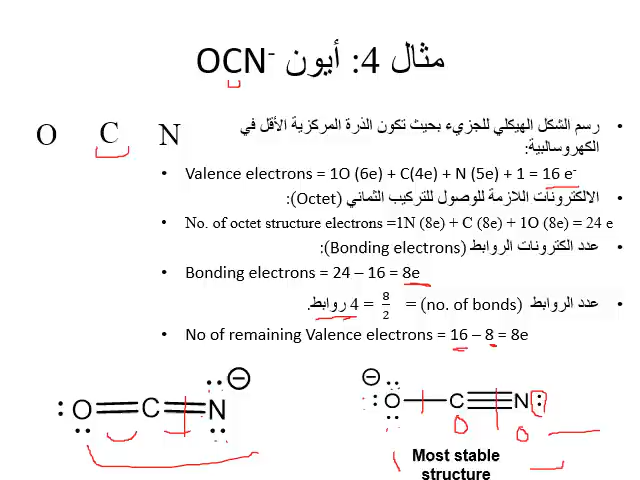 مثال 4: أيون OCN⁻
O C N
رسم الشكل الهيكلي للجزيء بحيث تكون الذرة المركزية الأقل في
الكهروسالبية:
Valence electrons = 1O (6e) + C(4e) + N (5e) + 1 = 16 e⁻
الالكترونات اللازمة للوصول للتركيب الثماني (Octet):
No. of octet structure electrons =1N (8e) + C (8e) + 1O (8e) = 24 e
عدد الكترونات الروابط (Bonding electrons):
Bonding electrons = 24 – 16 = 8e
عدد الروابط (no. of bonds) = 8/2 = 4 روابط.
No of remaining Valence electrons = 16 – 8 = 8e
O C N
O C N
Most stable
structure